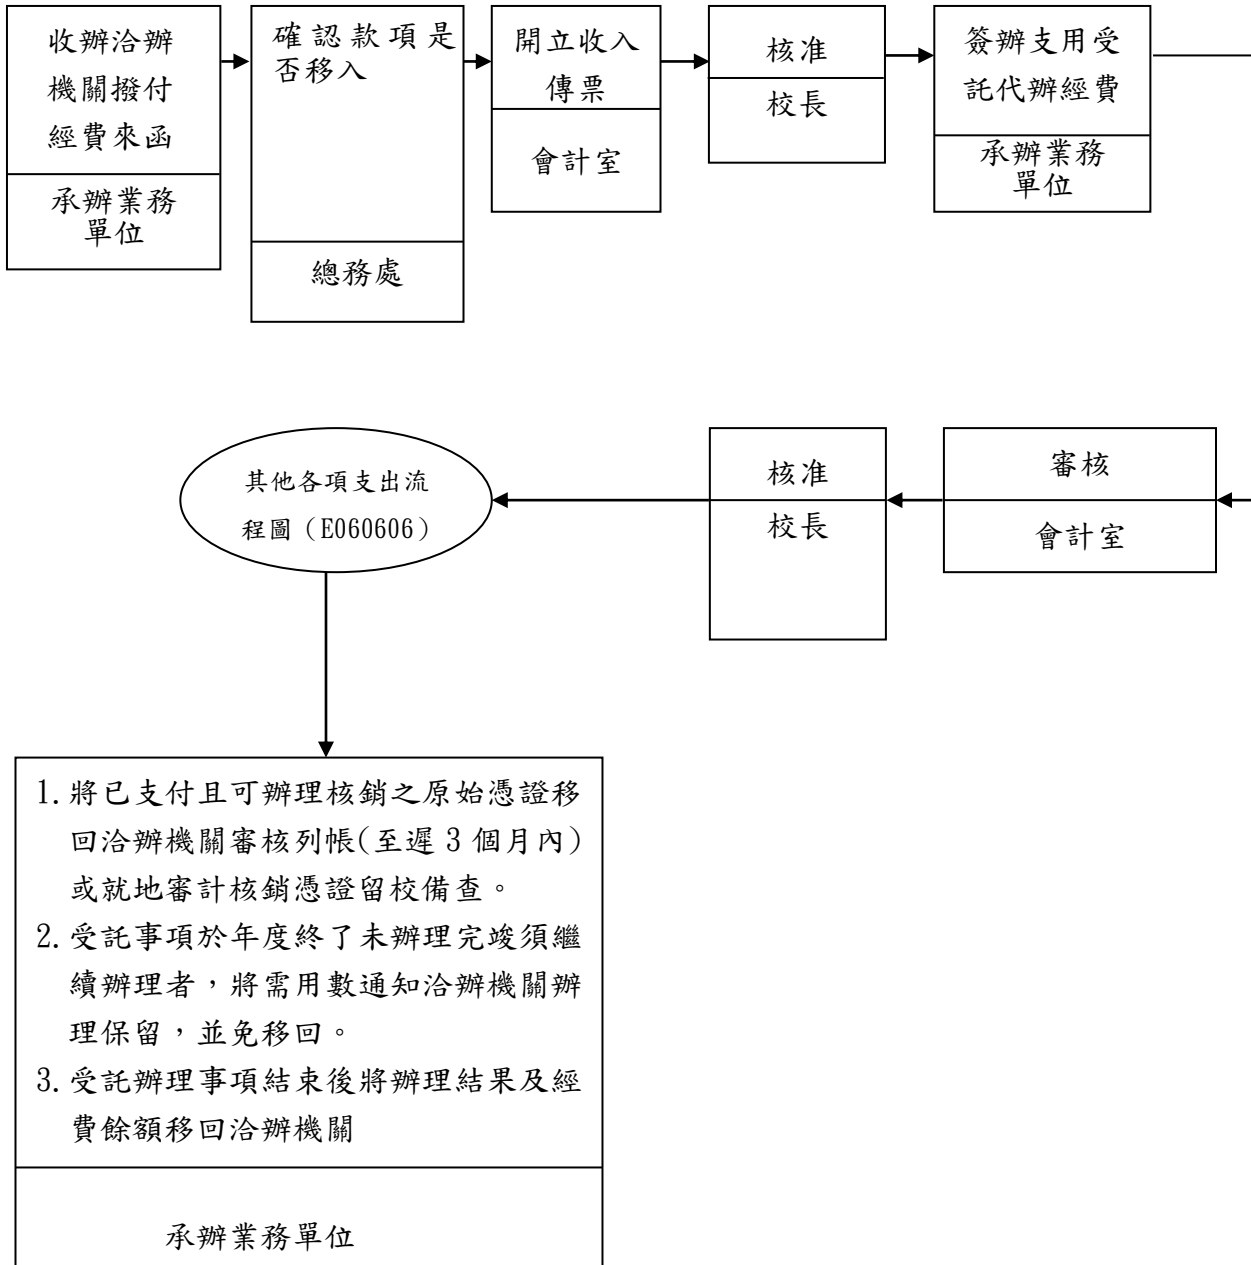 收辦洽辦
機關撥付
經費來函
承辦業務
單位
確認款項是
否移入
總務處
開立收入
傳票
會計室
核准
校長
簽辦支用受
託代辦經費
承辦業務
單位
審核
會計室
核准
校長
其他各項支出流
程圖（E060606）
1. 將已支付且可辦理核銷之原始憑證移
回洽辦機關審核列帳(至遲 3 個月內)
或就地審計核銷憑證留校備查。
2. 受託事項於年度終了未辦理完竣須繼
續辦理者，將需用數通知洽辦機關辦
理保留，並免移回。
3. 受託辦理事項結束後將辦理結果及經
費餘額移回洽辦機關
承辦業務單位